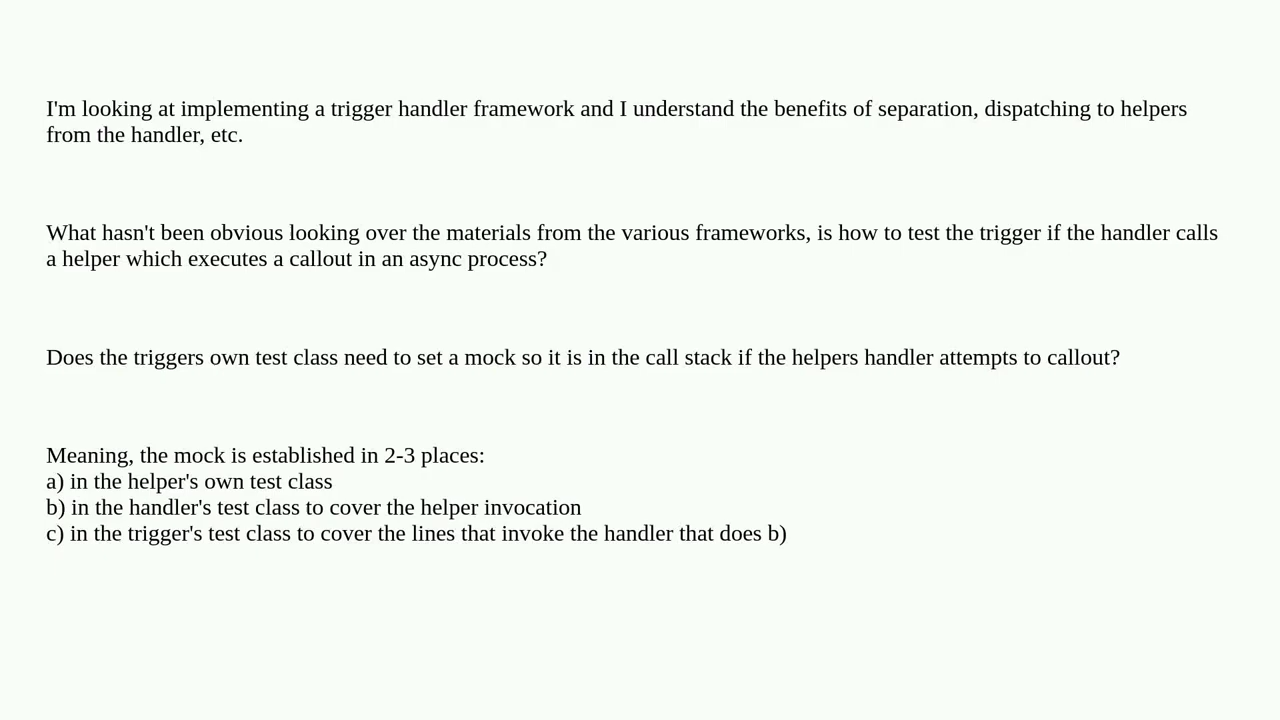 I'm looking at implementing a trigger handler framework and I understand the benefits of separation, dispatching to helpers
from the handler, etc.
What hasn't been obvious looking over the materials from the various frameworks, is how to test the trigger if the handler calls
a helper which executes a callout in an async process?
Does the triggers own test class need to set a mock so it is in the call stack if the helpers handler attempts to callout?
Meaning, the mock is established in 2-3 places:
a) in the helper's own test class
b) in the handler's test class to cover the helper invocation
c) in the trigger's test class to cover the lines that invoke the handler that does b)